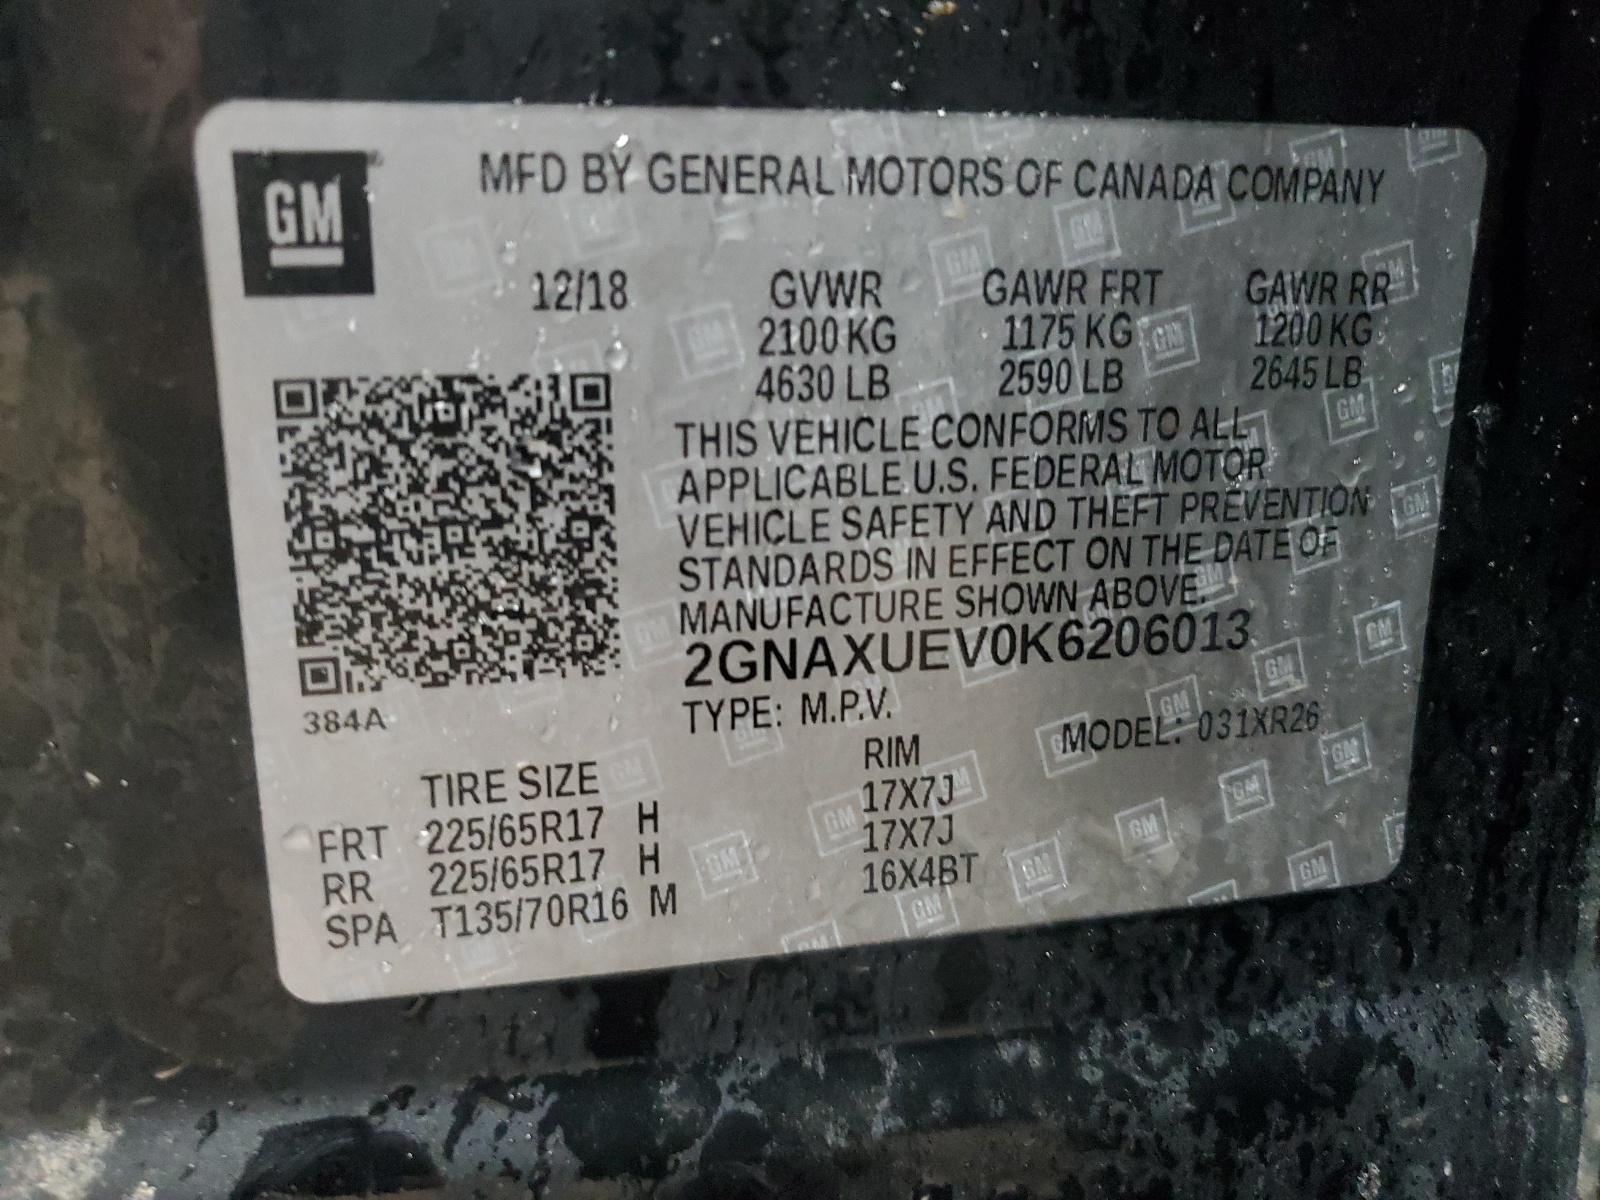 GM
MFD BY GENERAL MOTORS OF CANADA COMPANY
12/18 GVWR GAWR FRT GAWR RR
2100 KG 1175 KG 1200 KG
4630 LB 2590 LB 2645 LB
THIS VEHICLE CONFORMS TO ALL
APPLICABLE U.S. FEDERAL MOTOR
VEHICLE SAFETY AND THEFT PREVENTION
STANDARDS IN EFFECT ON THE DATE OF
MANUFACTURE SHOWN ABOVE.
2GNAXUEV0K6206013
384A
TYPE: M.P.V. MODEL: 031XR26
TIRE SIZE RIM
FRT 225/65R17 H 17X7J
RR 225/65R17 H 17X7J
SPA T135/70R16 M 16X4BT